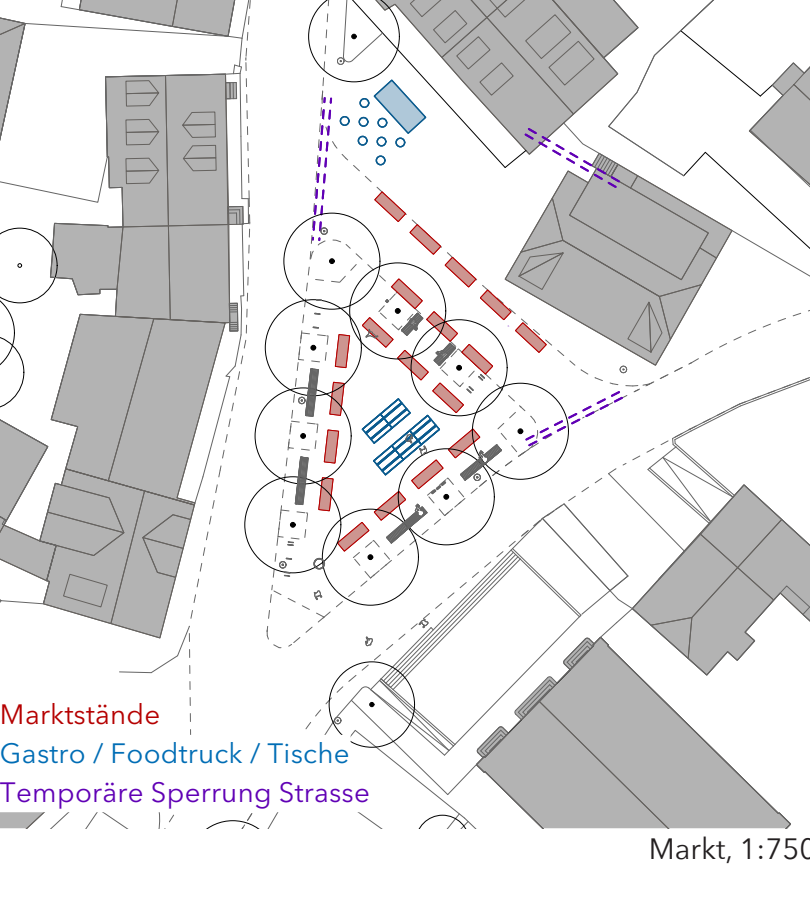 Marktstände
Gastro / Foodtruck / Tische
Temporäre Sperrung Strasse
Markt, 1:750